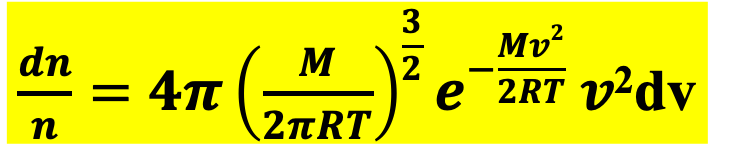 dn/n = 4π (M/2πRT)^(3/2) e^(−Mv²/2RT) v²dv